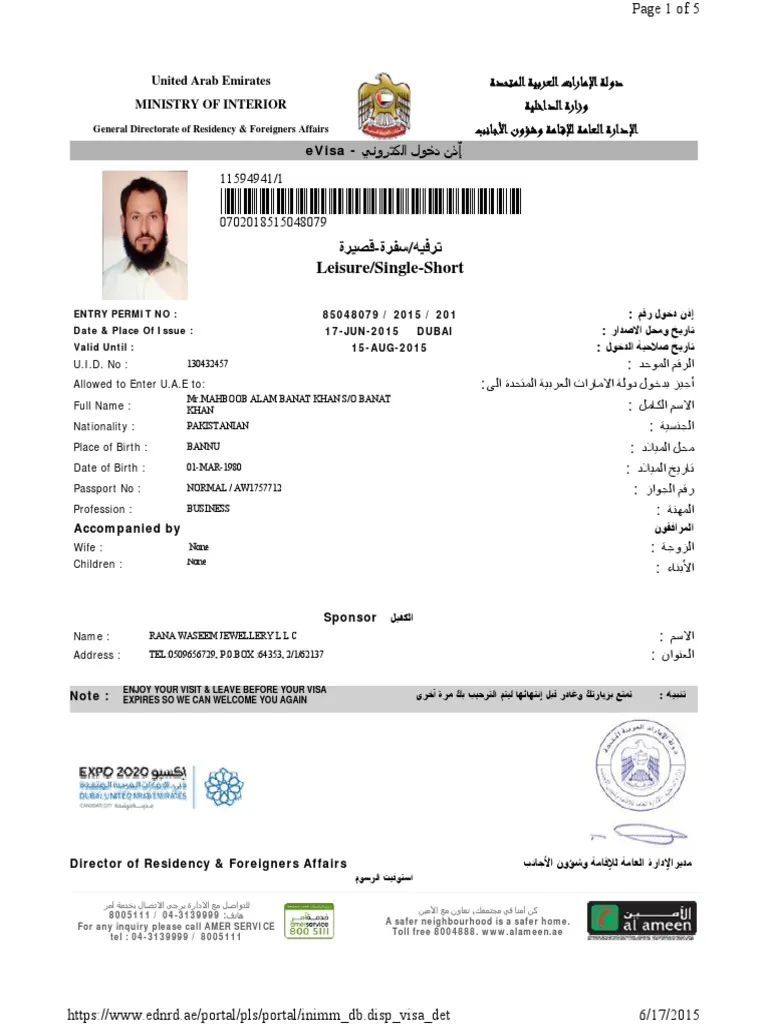 Page 1 of 5
United Arab Emirates
دولة الإمارات العربية المتحدة
MINISTRY OF INTERIOR
وزارة الداخلية
General Directorate of Residency & Foreigners Affairs
الإدارة العامة للإقامة وشؤون الأجانب
eVisa - إذن دخول الكتروني
11594941/1
0702018515048079
ترفيه/سفرة-قصيرة
Leisure/Single-Short
ENTRY PERMIT NO : 85048079 / 2015 / 201 إذن دخول رقم :
Date & Place Of Issue : 17-JUN-2015 DUBAI تاريخ ومحل الاصدار :
Valid Until : 15-AUG-2015 تاريخ صلاحية الدخول :
U.I.D. No : 130432457 الرقم الموحد :
Allowed to Enter U.A.E to: أجيز بدخول دولة الامارات العربية المتحدة الى:
Full Name : Mr.MAHBOOB ALAM BANAT KHAN S/O BANAT KHAN الاسم الكامل :
Nationality : PAKISTANIAN الجنسية :
Place of Birth : BANNU محل الميلاد :
Date of Birth : 01-MAR-1980 تاريخ الميلاد :
Passport No : NORMAL / AW1757712 رقم الجواز :
Profession : BUSINESS المهنة :
Accompanied by المرافقون
Wife : None الزوجة :
Children : None الأبناء :
Sponsor الكفيل
Name : RANA WASEEM JEWELLERY L L C الاسم :
Address : TEL:0509656729, P.O.BOX :64353, 2/1/62137 العنوان :
Note : ENJOY YOUR VISIT & LEAVE BEFORE YOUR VISA EXPIRES SO WE CAN WELCOME YOU AGAIN
تنبيه : تمتع بزيارتك وغادر قبل إنتهائها ليتم الترحيب بك مرة أخرى
EXPO 2020 إكسبو
دبي، الإمارات العربية المتحدة
DUBAI, UNITED ARAB EMIRATES
CANDIDATE CITY مدينة مرشحة
Director of Residency & Foreigners Affairs
مدير الإدارة العامة للإقامة وشؤون الأجانب
استوفيت الرسوم
للتواصل مع الادارة يرجى الاتصال بخدمة آمر
هاتف: 04-3139999 / 8005111
For any inquiry please call AMER SERVICE
tel : 04-3139999 / 8005111
خدمة آمر
amerservice
800 5111
كن آمنا في مجتمعك, تعاون مع الأمين
A safer neighbourhood is a safer home.
Toll free 8004888. www.alameen.ae
الأمين
al ameen
https://www.ednrd.ae/portal/pls/portal/inimm_db.disp_visa_det
6/17/2015